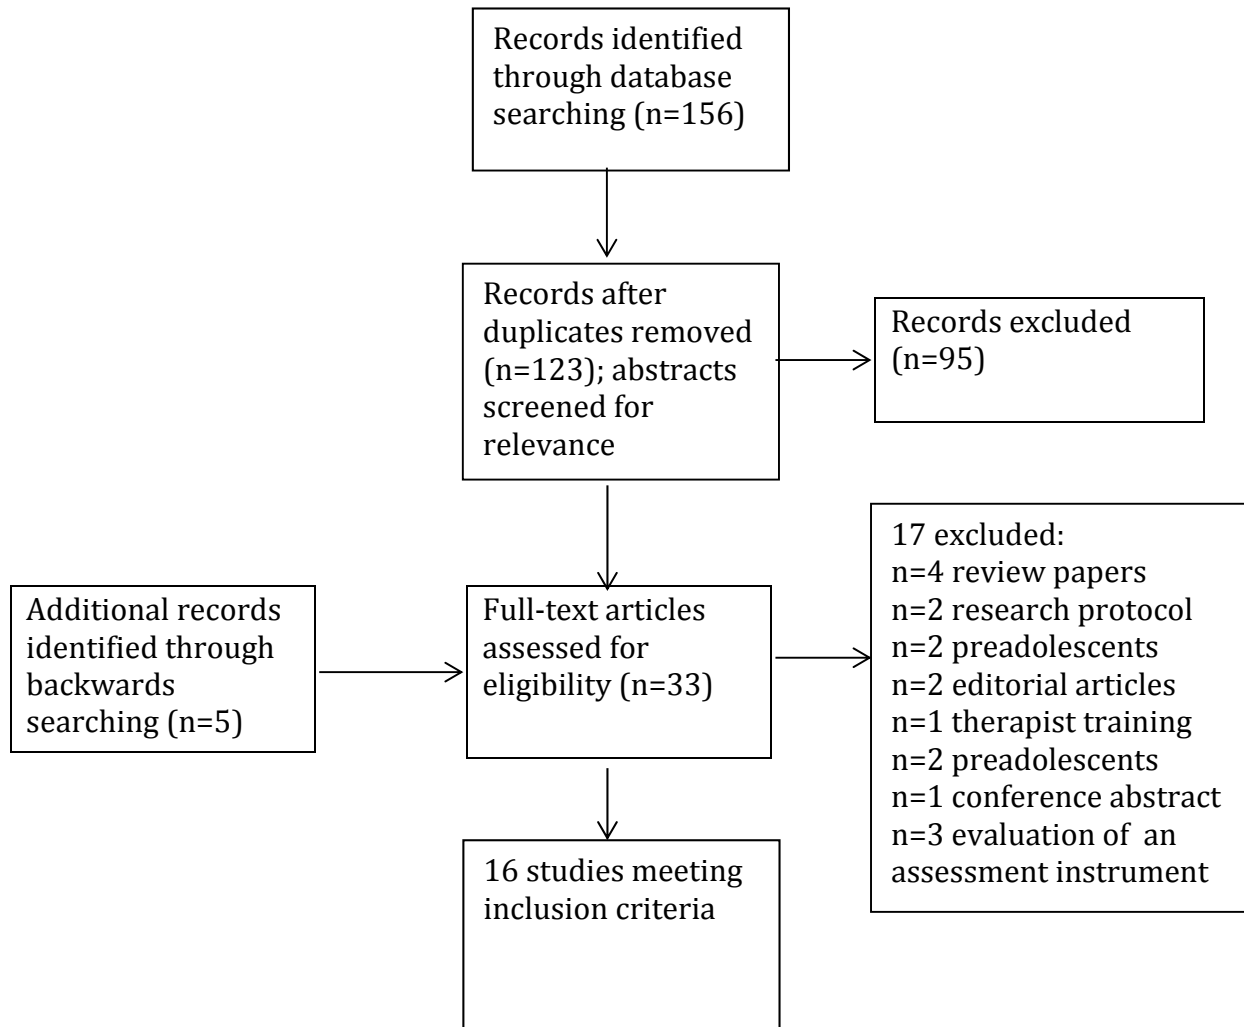 Records identified
through database
searching (n=156)
Records after
duplicates removed
(n=123); abstracts
screened for
relevance
Records excluded
(n=95)
Additional records
identified through
backwards
searching (n=5)
Full-text articles
assessed for
eligibility (n=33)
17 excluded:
n=4 review papers
n=2 research protocol
n=2 preadolescents
n=2 editorial articles
n=1 therapist training
n=2 preadolescents
n=1 conference abstract
n=3 evaluation of  an
assessment instrument
16 studies meeting
inclusion criteria